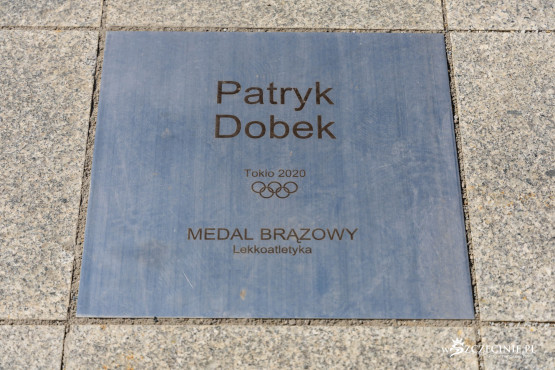 Patryk
Dobek
Tokio 2020
MEDAL BRĄZOWY
Lekkoatletyka
wSZCZECINIE.PL